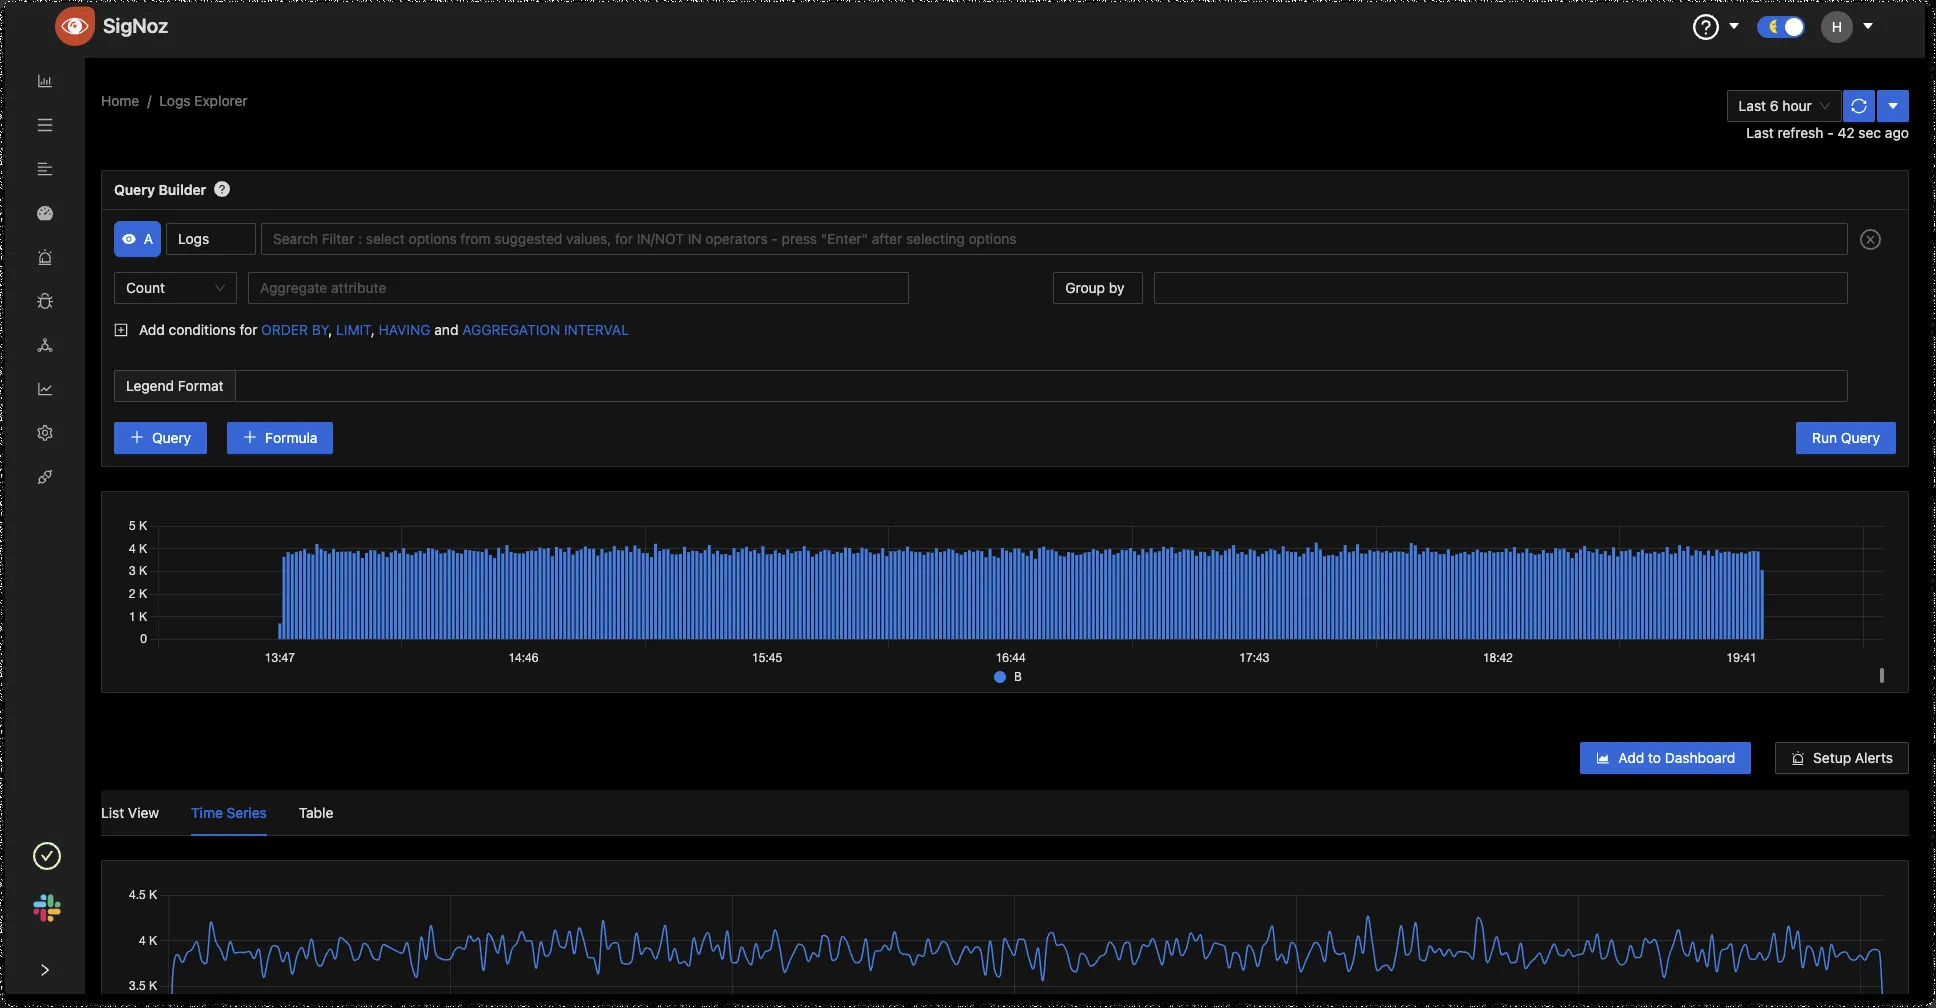 SigNoz
H
Home / Logs Explorer
Last 6 hour
Last refresh - 42 sec ago
Query Builder ?
A Logs Search Filter : select options from suggested values, for IN/NOT IN operators - press "Enter" after selecting options
Count Aggregate attribute Group by
Add conditions for ORDER BY, LIMIT, HAVING and AGGREGATION INTERVAL
Legend Format
+ Query + Formula Run Query
5 K
4 K
3 K
2 K
1 K
0
13:47 14:46 15:45 16:44 17:43 18:42 19:41
B
Add to Dashboard Setup Alerts
List View Time Series Table
4.5 K
4 K
3.5 K